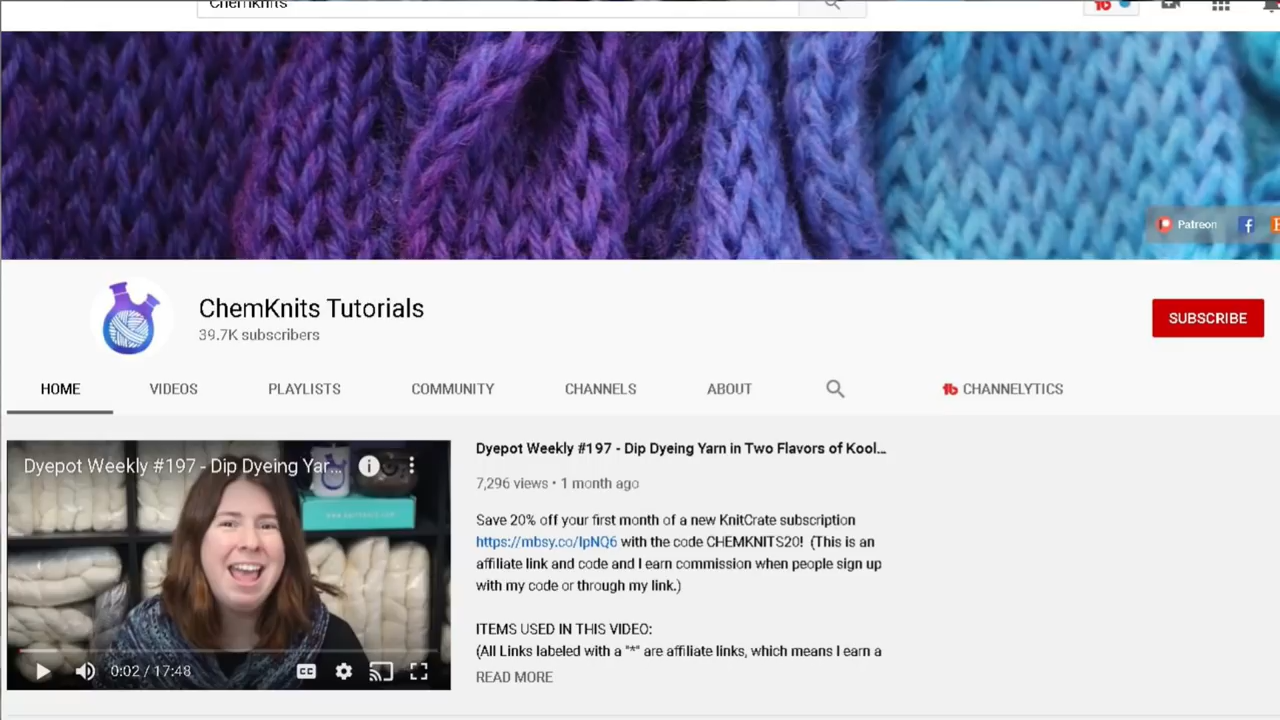 Chemknits
Patreon
ChemKnits Tutorials
39.7K subscribers
SUBSCRIBE
HOME VIDEOS PLAYLISTS COMMUNITY CHANNELS ABOUT CHANNELYTICS
Dyepot Weekly #197 - Dip Dyeing Yar...
0:02 / 17:48
CC
Dyepot Weekly #197 - Dip Dyeing Yarn in Two Flavors of Kool...
7,296 views • 1 month ago
Save 20% off your first month of a new KnitCrate subscription
https://mbsy.co/lpNQ6 with the code CHEMKNITS20! (This is an
affiliate link and code and I earn commission when people sign up
with my code or through my link.)
ITEMS USED IN THIS VIDEO:
(All Links labeled with a "*" are affiliate links, which means I earn a
READ MORE